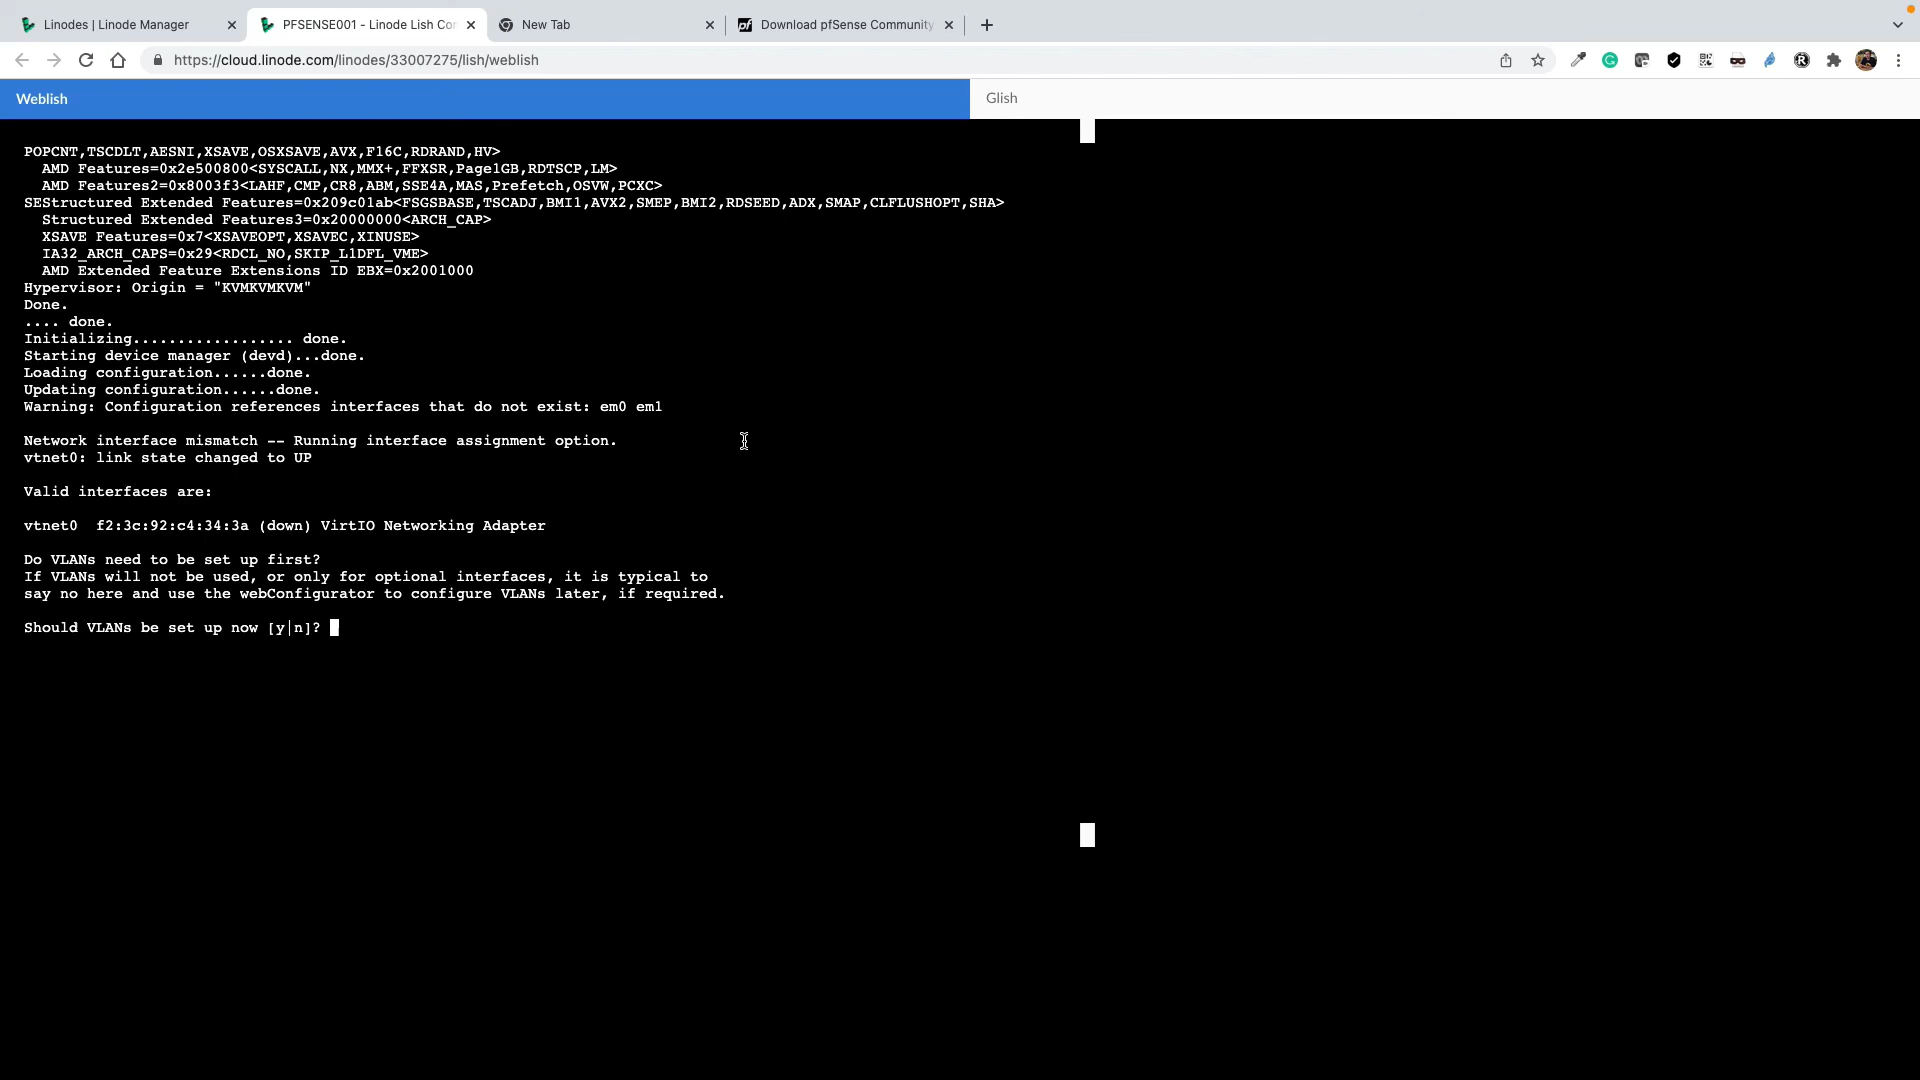 Linodes | Linode Manager
PFSENSE001 - Linode Lish Con
New Tab
Download pfSense Community
https://cloud.linode.com/linodes/33007275/lish/weblish
Weblish
Glish
POPCNT,TSCDLT,AESNI,XSAVE,OSXSAVE,AVX,F16C,RDRAND,HV>
AMD Features=0x2e500800<SYSCALL,NX,MMX+,FFXSR,Page1GB,RDTSCP,LM>
AMD Features2=0x8003f3<LAHF,CMP,CR8,ABM,SSE4A,MAS,Prefetch,OSVW,PCXC>
SEStructured Extended Features=0x209c01ab<FSGSBASE,TSCADJ,BMI1,AVX2,SMEP,BMI2,RDSEED,ADX,SMAP,CLFLUSHOPT,SHA>
Structured Extended Features3=0x20000000<ARCH_CAP>
XSAVE Features=0x7<XSAVEOPT,XSAVEC,XINUSE>
IA32_ARCH_CAPS=0x29<RDCL_NO,SKIP_L1DFL_VME>
AMD Extended Feature Extensions ID EBX=0x2001000
Hypervisor: Origin = "KVMKVMKVM"
Done.
.... done.
Initializing.................. done.
Starting device manager (devd)...done.
Loading configuration......done.
Updating configuration......done.
Warning: Configuration references interfaces that do not exist: em0 em1
Network interface mismatch -- Running interface assignment option.
vtnet0: link state changed to UP
Valid interfaces are:
vtnet0  f2:3c:92:c4:34:3a (down) VirtIO Networking Adapter
Do VLANs need to be set up first?
If VLANs will not be used, or only for optional interfaces, it is typical to
say no here and use the webConfigurator to configure VLANs later, if required.
Should VLANs be set up now [y|n]?